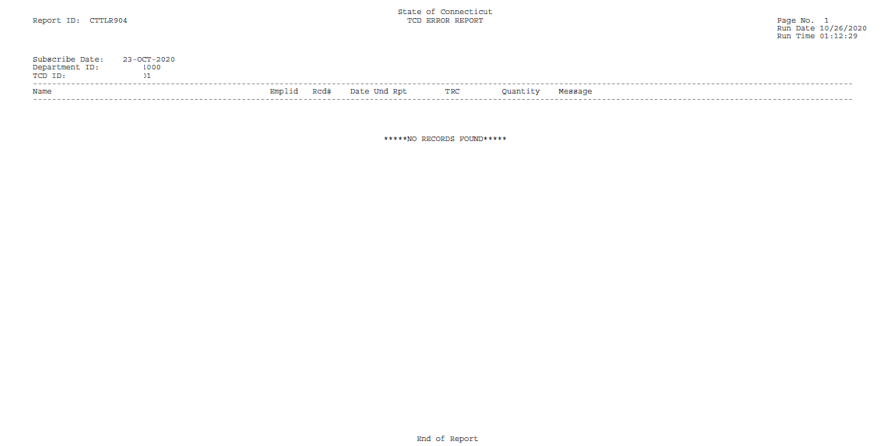 State of Connecticut
Report ID: CTTLR904 TCD ERROR REPORT Page No. 1
Run Date 10/26/2020
Run Time 01:12:29
Subscribe Date: 23-OCT-2020
Department ID: 1000
TCD ID: 1
--------------------------------------------------------------------------------
Name Emplid Rcd# Date Und Rpt TRC Quantity Message
--------------------------------------------------------------------------------
*****NO RECORDS FOUND*****
End of Report